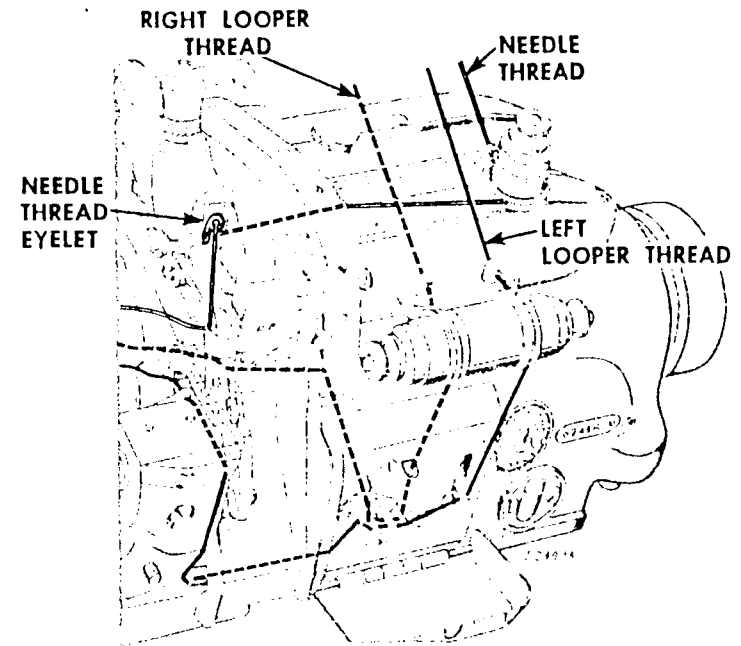 RIGHT LOOPER
THREAD
NEEDLE
THREAD
NEEDLE
THREAD
EYELET
LEFT
LOOPER THREAD